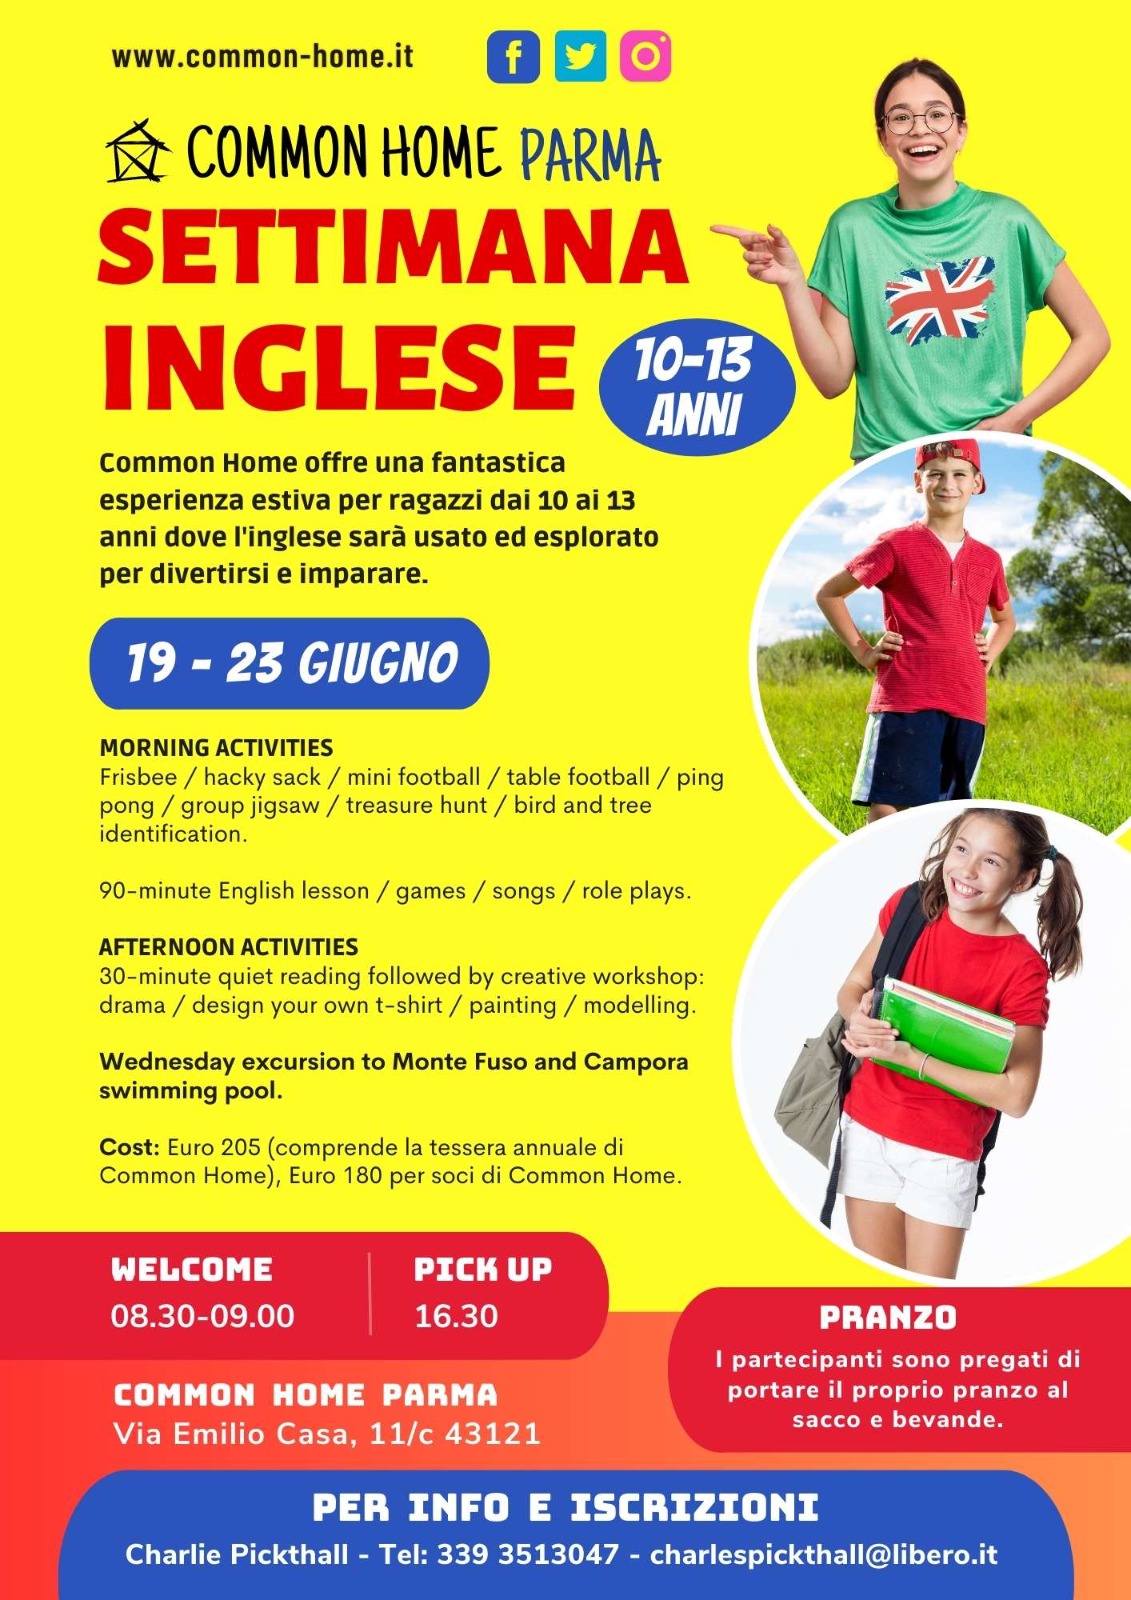 www.common-home.it
COMMON HOME PARMA
SETTIMANA
INGLESE
10-13
ANNI
Common Home offre una fantastica
esperienza estiva per ragazzi dai 10 ai 13
anni dove l'inglese sarà usato ed esplorato
per divertirsi e imparare.
19 - 23 GIUGNO
MORNING ACTIVITIES
Frisbee / hacky sack / mini football / table football / ping
pong / group jigsaw / treasure hunt / bird and tree
identification.
90-minute English lesson / games / songs / role plays.
AFTERNOON ACTIVITIES
30-minute quiet reading followed by creative workshop:
drama / design your own t-shirt / painting / modelling.
Wednesday excursion to Monte Fuso and Campora
swimming pool.
Cost: Euro 205 (comprende la tessera annuale di
Common Home), Euro 180 per soci di Common Home.
WELCOME
08.30-09.00
PICK UP
16.30
PRANZO
I partecipanti sono pregati di
portare il proprio pranzo al
sacco e bevande.
COMMON HOME PARMA
Via Emilio Casa, 11/c 43121
PER INFO E ISCRIZIONI
Charlie Pickthall - Tel: 339 3513047 - charlespickthall@libero.it